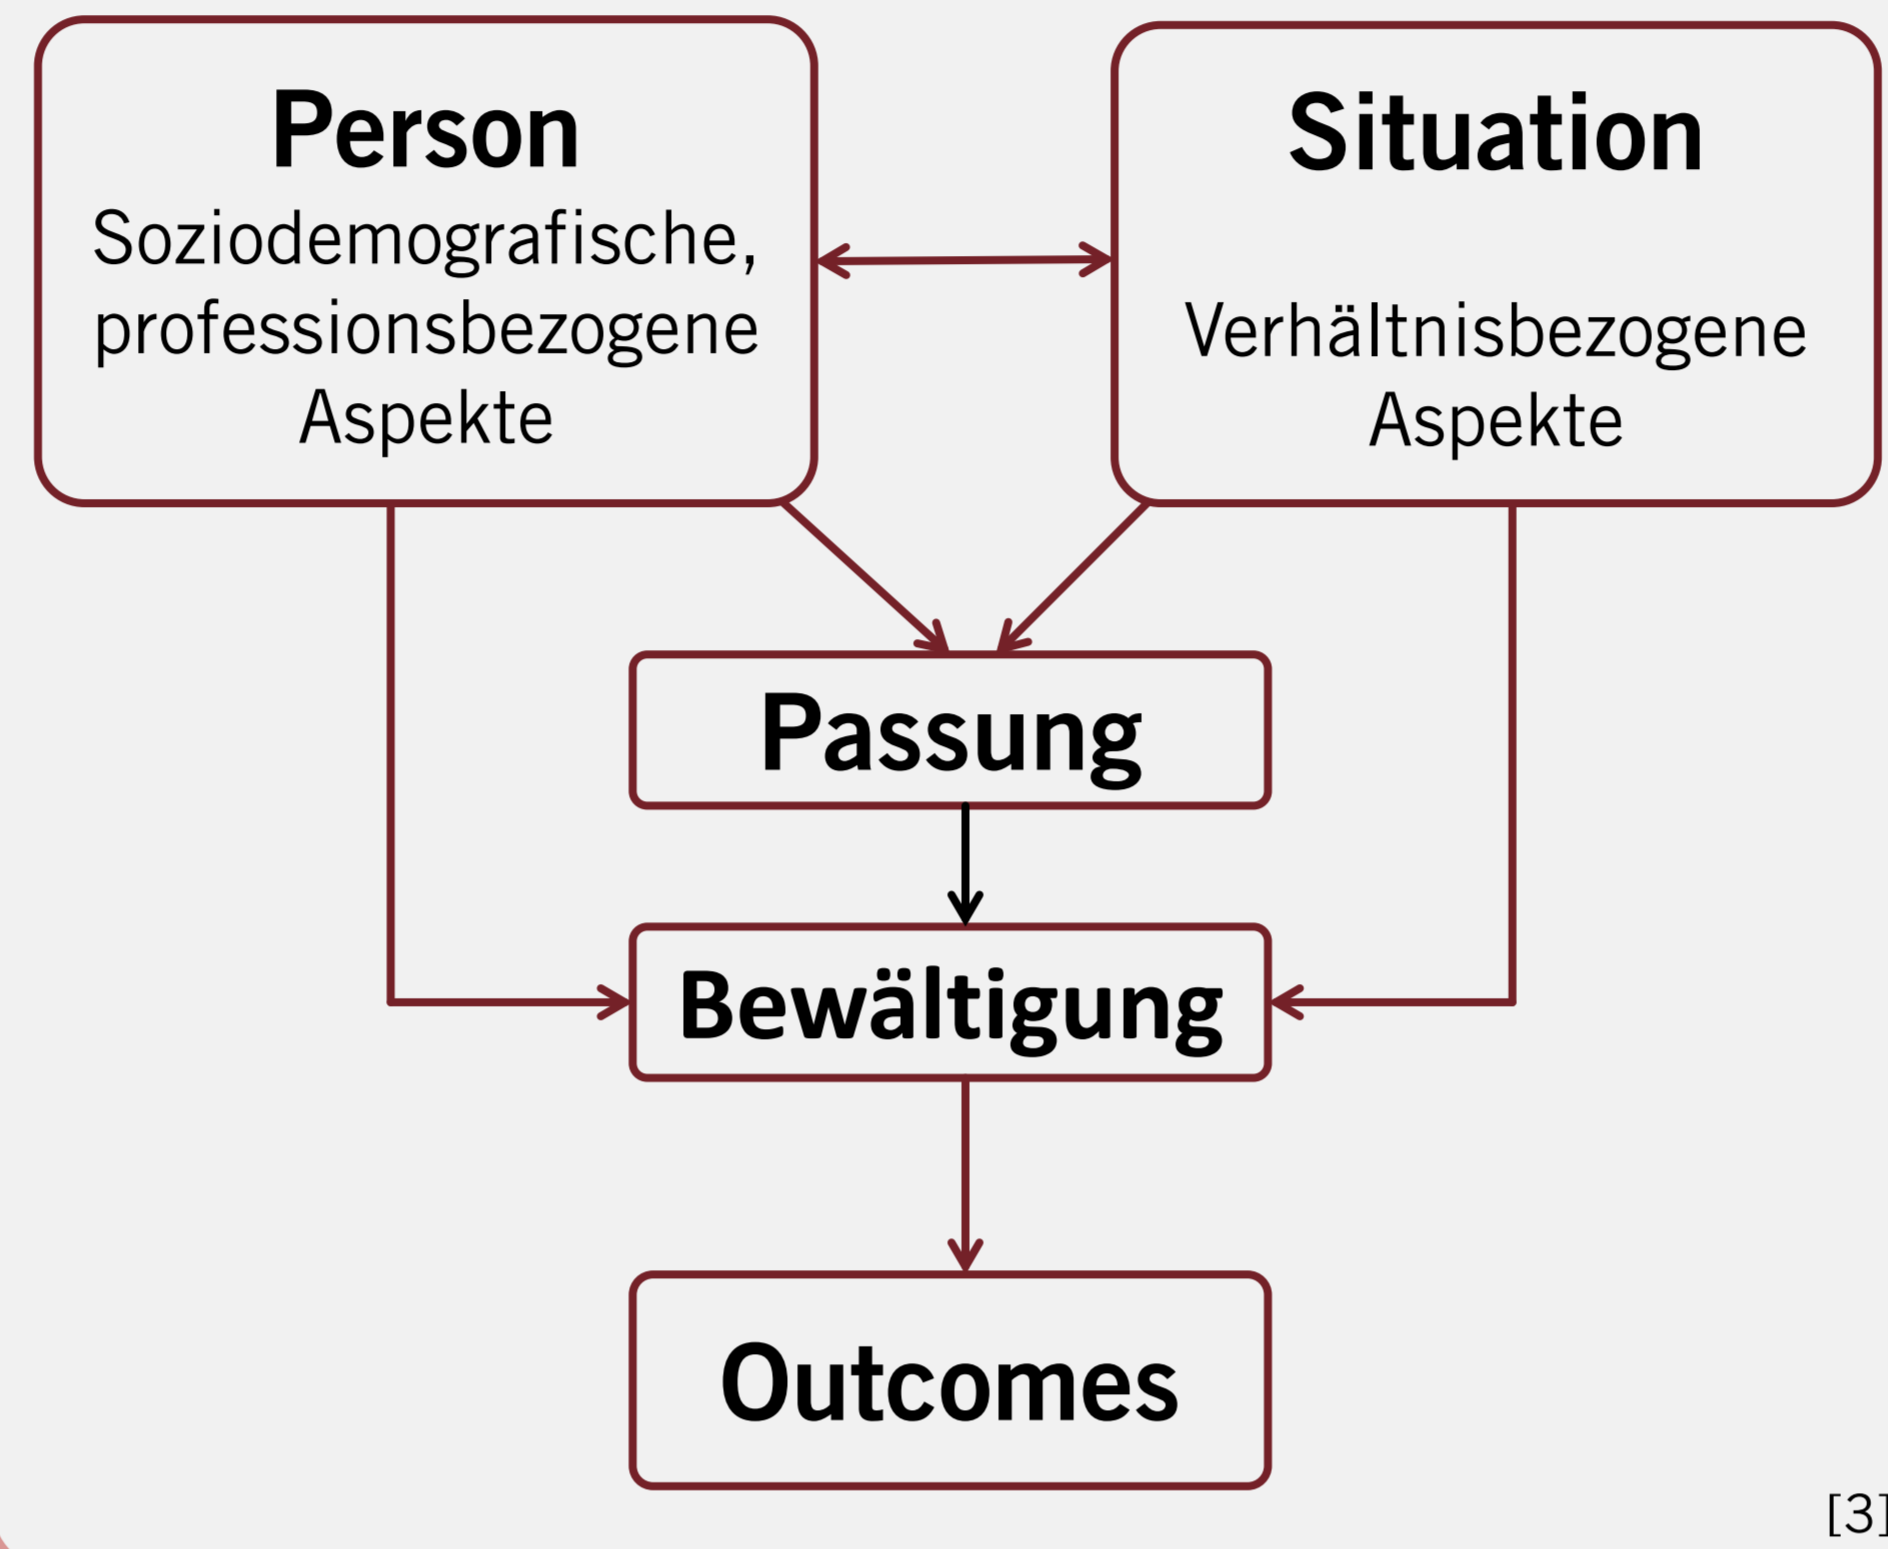 Person
Soziodemografische,
professionsbezogene
Aspekte
Situation
Verhältnisbezogene
Aspekte
Passung
Bewältigung
Outcomes
[3]